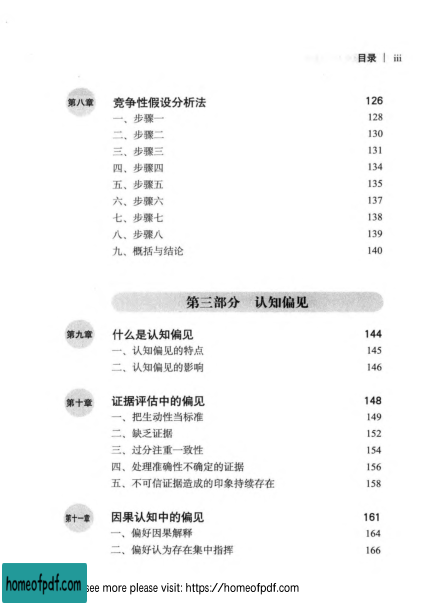 目录 | iii
第八章 竞争性假设分析法 126
一、步骤一 128
二、步骤二 130
三、步骤三 131
四、步骤四 134
五、步骤五 135
六、步骤六 137
七、步骤七 138
八、步骤八 139
九、概括与结论 140
第三部分 认知偏见
第九章 什么是认知偏见 144
一、认知偏见的特点 145
二、认知偏见的影响 146
第十章 证据评估中的偏见 148
一、把生动性当标准 149
二、缺乏证据 152
三、过分注重一致性 154
四、处理准确性不确定的证据 156
五、不可信证据造成的印象持续存在 158
第十一章 因果认知中的偏见 161
一、偏好因果解释 164
二、偏好认为存在集中指挥 166
homeofpdf.com see more please visit: https://homeofpdf.com